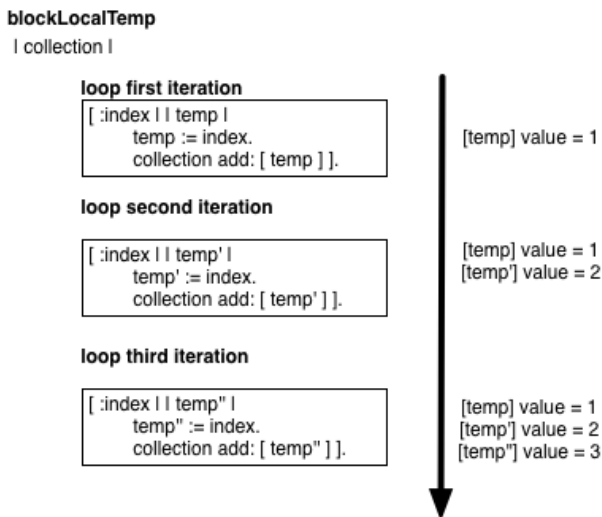 blockLocalTemp
| collection |
loop first iteration
[ :index | | temp |
temp := index.
collection add: [ temp ] ].
[temp] value = 1
loop second iteration
[ :index | | temp' |
temp' := index.
collection add: [ temp' ] ].
[temp] value = 1
[temp'] value = 2
loop third iteration
[ :index | | temp" |
temp" := index.
collection add: [ temp" ] ].
[temp] value = 1
[temp'] value = 2
[temp"] value = 3